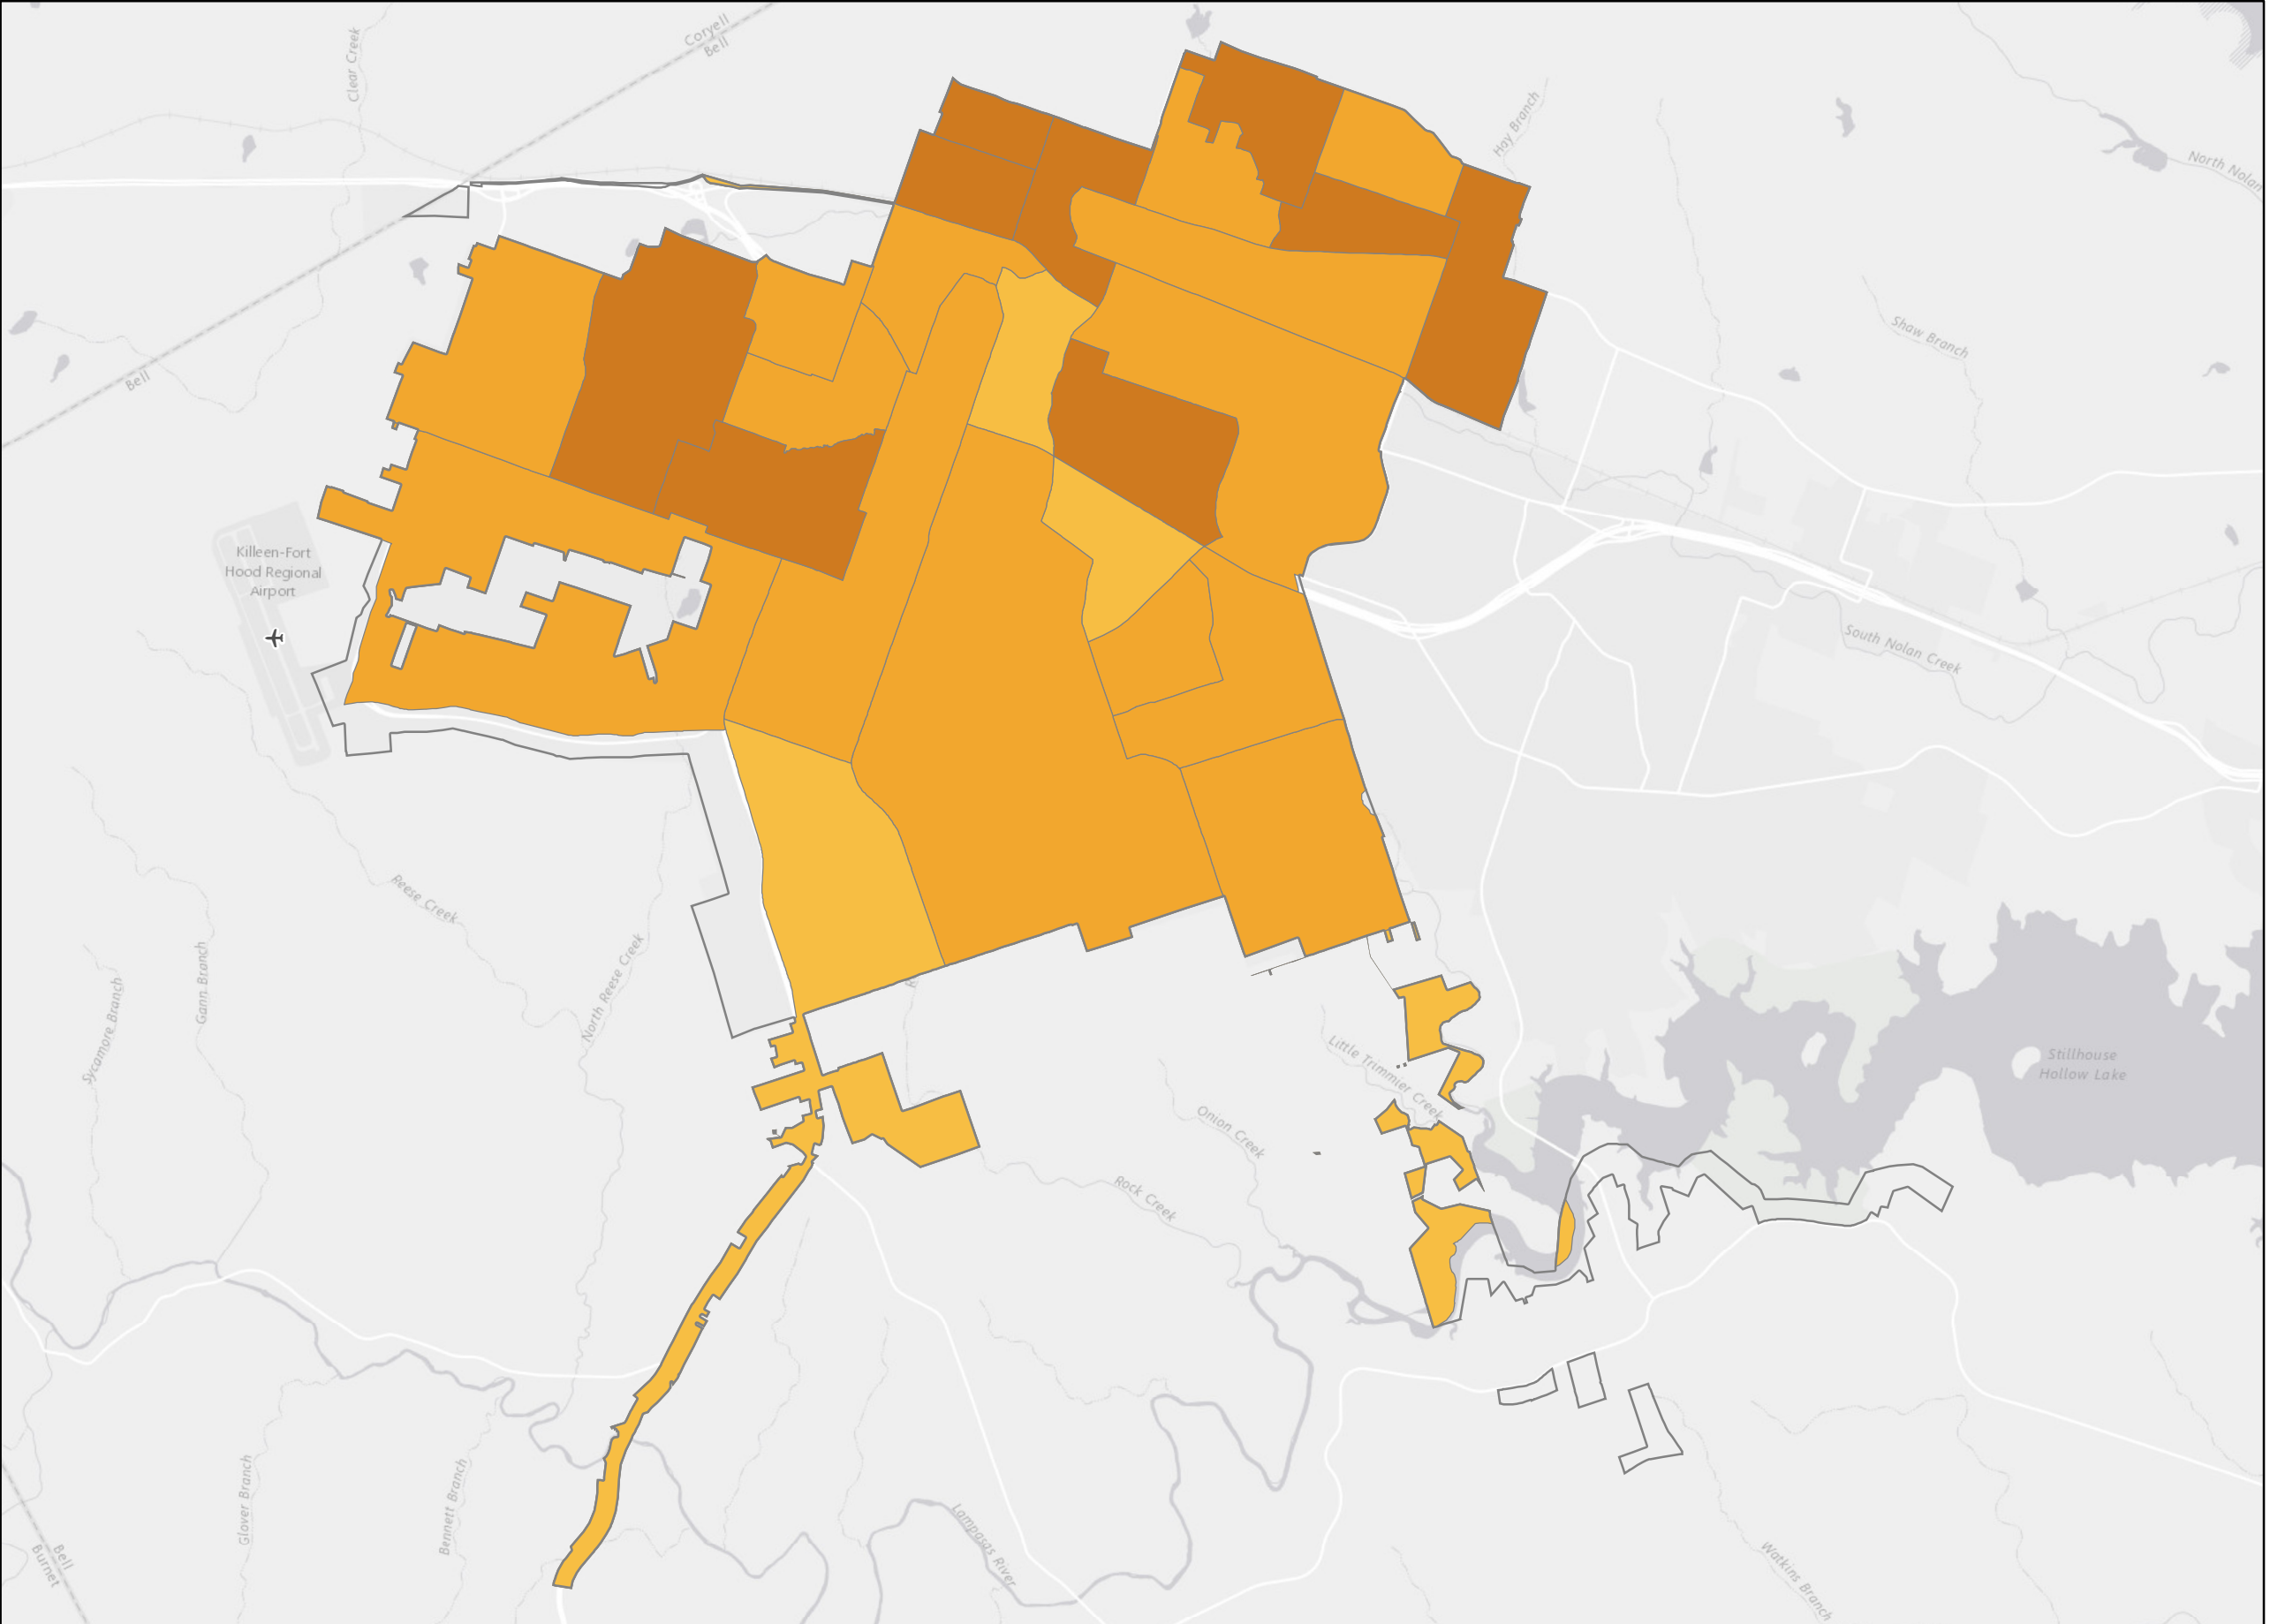 Coryell
Bell
Clear Creek
Hay Branch
North Nolan
Shaw Branch
Bell
Killeen-Fort
Hood Regional
Airport
South Nolan Creek
Reese Creek
Gann Branch
North Reese Creek
Sycamore Branch
Little Trimmier Creek
Stillhouse
Hollow Lake
Onion Creek
Rock Creek
Glover Branch
Bennett Branch
Lampasas River
Bell
Burnet
Watkins Branch